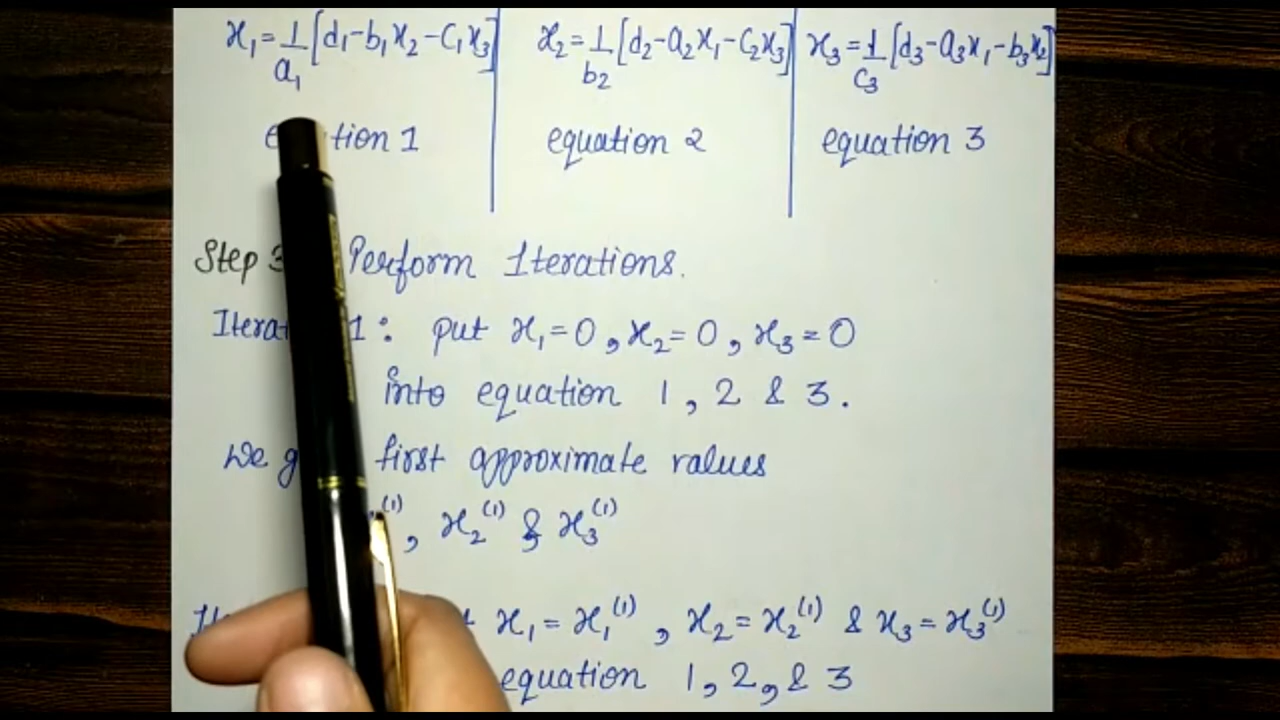 x₁ = 1/a₁ [d₁-b₁x₂-c₁x₃] x₂ = 1/b₂ [d₂-a₂x₁-c₂x₃] x₃ = 1/c₃ [d₃-a₃x₁-b₃x₂]
1 equation 2 equation 3
Step 3 Perform Iterations.
1: put x₁=0, x₂=0, x₃=0
into equation 1, 2 & 3.
We first approximate values
⁽¹⁾, x₂⁽¹⁾ & x₃⁽¹⁾
x₁ = x₁⁽¹⁾, x₂ = x₂⁽¹⁾ & x₃ = x₃⁽¹⁾
equation 1, 2, & 3